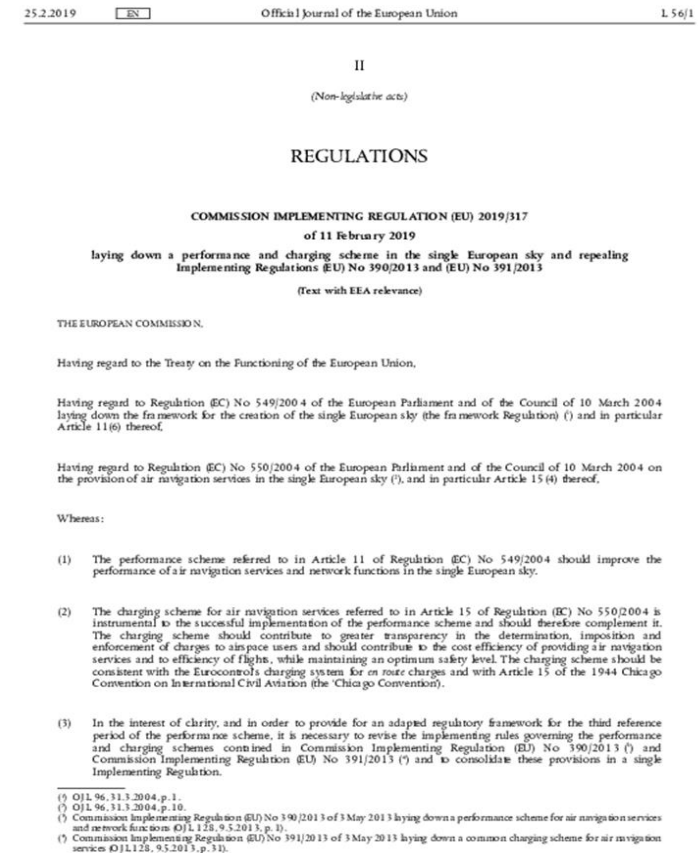 25.2.2019 EN Official Journal of the European Union L 56/1
II
(Non-legislative acts)
REGULATIONS
COMMISSION IMPLEMENTING REGULATION (EU) 2019/317
of 11 February 2019
laying down a performance and charging scheme in the single European sky and repealing
Implementing Regulations (EU) No 390/2013 and (EU) No 391/2013
(Text with EEA relevance)
THE EUROPEAN COMMISSION,
Having regard to the Treaty on the Functioning of the European Union,
Having regard to Regulation (EC) No 549/2004 of the European Parliament and of the Council of 10 March 2004
laying down the framework for the creation of the single European sky (the framework Regulation) (¹) and in particular
Article 11(6) thereof,
Having regard to Regulation (EC) No 550/2004 of the European Parliament and of the Council of 10 March 2004 on
the provision of air navigation services in the single European sky (²), and in particular Article 15(4) thereof,
Whereas:
(1) The performance scheme referred to in Article 11 of Regulation (EC) No 549/2004 should improve the
performance of air navigation services and network functions in the single European sky.
(2) The charging scheme for air navigation services referred to in Article 15 of Regulation (EC) No 550/2004 is
instrumental to the successful implementation of the performance scheme and should therefore complement it.
The charging scheme should contribute to greater transparency in the determination, imposition and
enforcement of charges to airspace users and should contribute to the cost efficiency of providing air navigation
services and to efficiency of flights, while maintaining an optimum safety level. The charging scheme should be
consistent with the Eurocontrol's charging system for en route charges and with Article 15 of the 1944 Chicago
Convention on International Civil Aviation (the 'Chicago Convention').
(3) In the interest of clarity, and in order to provide for an adapted regulatory framework for the third reference
period of the performance scheme, it is necessary to revise the implementing rules governing the performance
and charging schemes contined in Commission Implementing Regulation (EU) No 390/2013 (³) and
Commission Implementing Regulation (EU) No 391/2013 (⁴) and to consolidate these provisions in a single
Implementing Regulation.
(¹) OJ L 96, 31.3.2004, p. 1.
(²) OJ L 96, 31.3.2004, p. 10.
(³) Commission Implementing Regulation (EU) No 390/2013 of 3 May 2013 laying down a performance scheme for air navigation services
and network functions (OJ L 128, 9.5.2013, p. 1).
(⁴) Commission Implementing Regulation (EU) No 391/2013 of 3 May 2013 laying down a common charging scheme for air navigation
services (OJ L 128, 9.5.2013, p. 31).